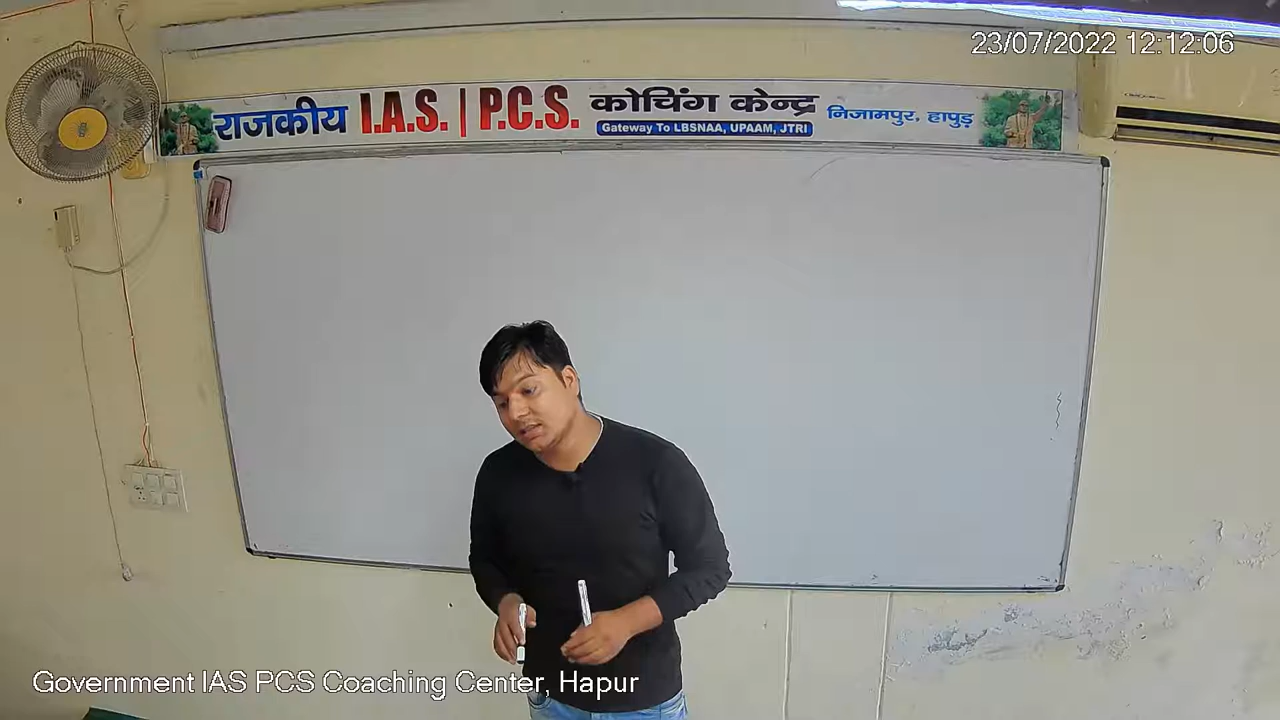 23/07/2022 12:12:06
राजकीय I.A.S. | P.C.S. कोचिंग केन्द्र निजामपुर, हापुड़
Gateway To LBSNAA, UPAAM, JTRI
Government IAS PCS Coaching Center, Hapur